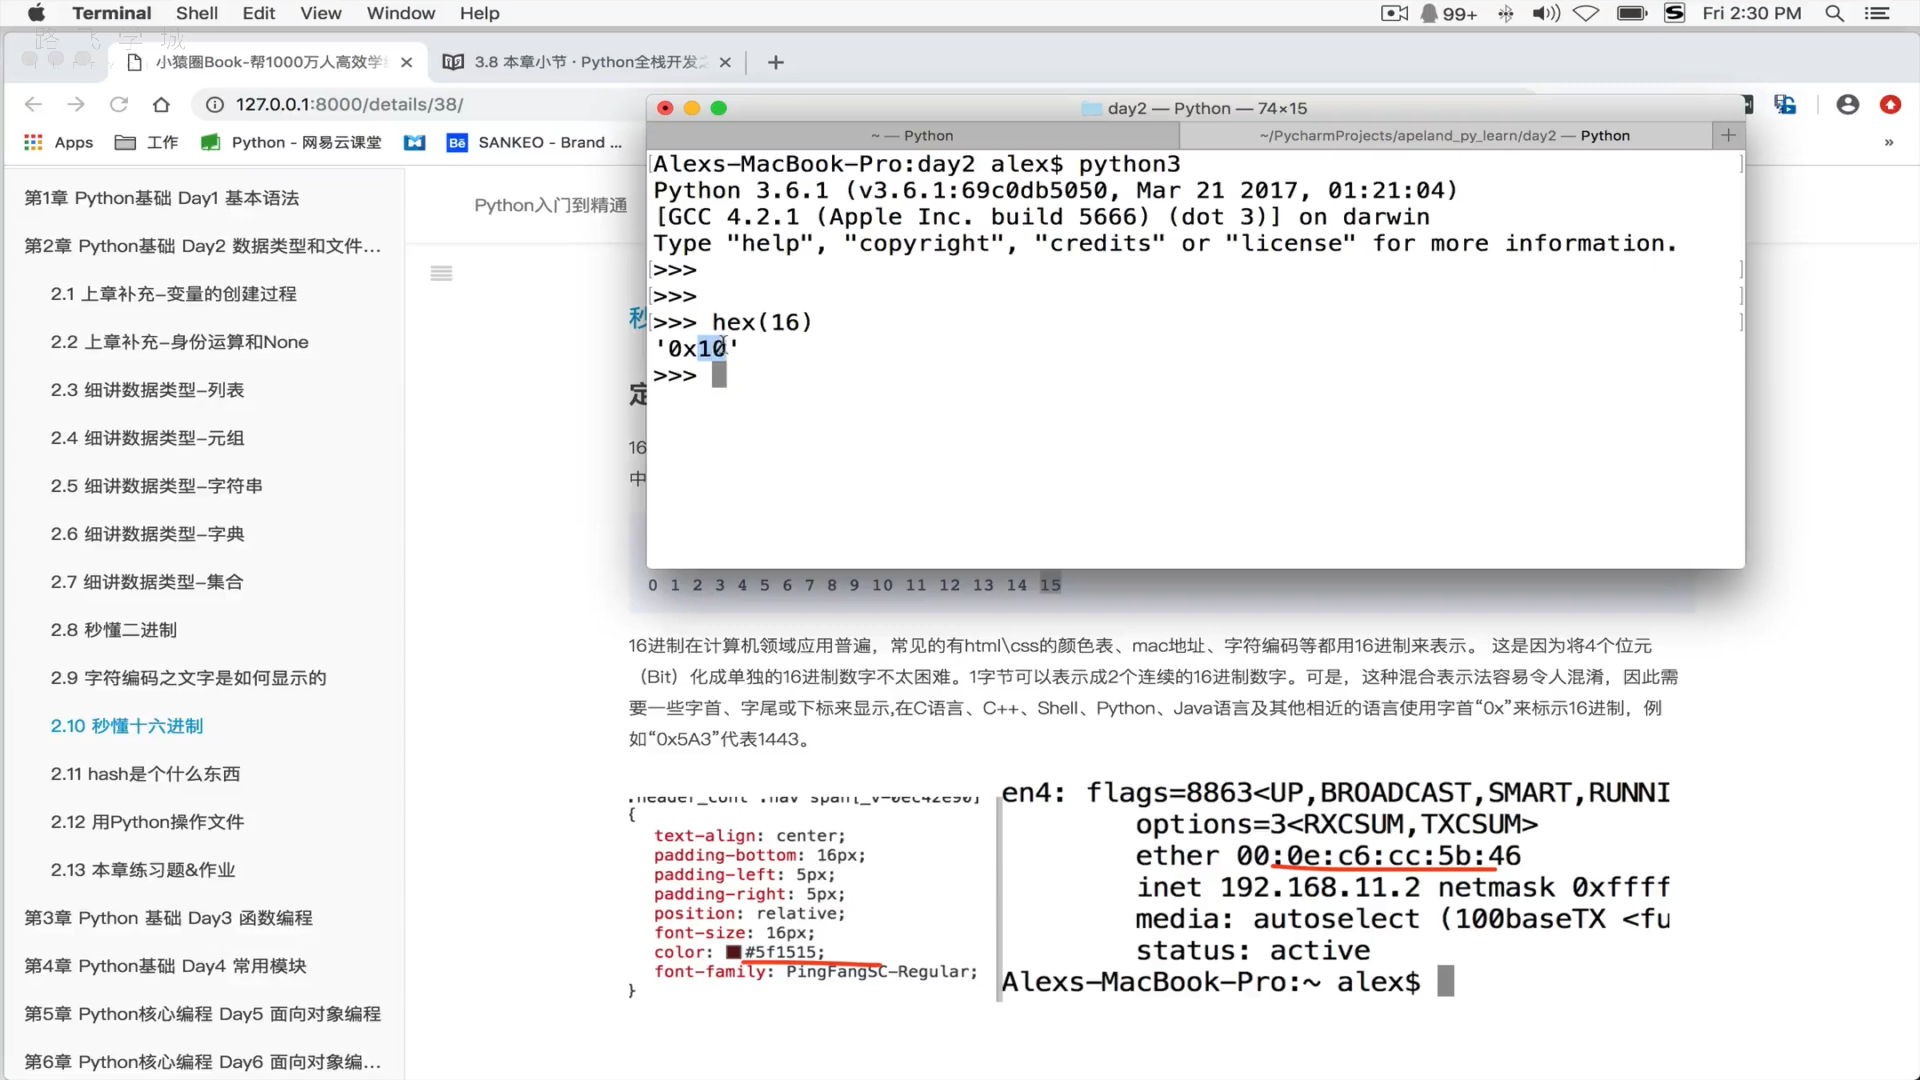 Terminal Shell Edit View Window Help 99+ Fri 2:30 PM
路飞学城
小猿圈Book-帮1000万人高效学 3.8 本章小节 · Python全栈开发之
127.0.0.1:8000/details/38/
Apps 工作 Python - 网易云课堂 SANKEO - Brand ... »
day2 — Python — 74×15
~ — Python ~/PycharmProjects/apeland_py_learn/day2 — Python
Alexs-MacBook-Pro:day2 alex$ python3
Python 3.6.1 (v3.6.1:69c0db5050, Mar 21 2017, 01:21:04)
[GCC 4.2.1 (Apple Inc. build 5666) (dot 3)] on darwin
Type "help", "copyright", "credits" or "license" for more information.
>>>
>>>
>>> hex(16)
'0x10'
>>>
第1章 Python基础 Day1 基本语法
第2章 Python基础 Day2 数据类型和文件...
2.1 上章补充-变量的创建过程
2.2 上章补充-身份运算和None
2.3 细讲数据类型-列表
2.4 细讲数据类型-元组
2.5 细讲数据类型-字符串
2.6 细讲数据类型-字典
2.7 细讲数据类型-集合
2.8 秒懂二进制
2.9 字符编码之文字是如何显示的
2.10 秒懂十六进制
2.11 hash是个什么东西
2.12 用Python操作文件
2.13 本章练习题&作业
第3章 Python 基础 Day3 函数编程
第4章 Python基础 Day4 常用模块
第5章 Python核心编程 Day5 面向对象编程
第6章 Python核心编程 Day6 面向对象编...
Python入门到精通
秒
定
16
中
0 1 2 3 4 5 6 7 8 9 10 11 12 13 14 15
16进制在计算机领域应用普遍，常见的有html\css的颜色表、mac地址、字符编码等都用16进制来表示。 这是因为将4个位元
（Bit）化成单独的16进制数字不太困难。1字节可以表示成2个连续的16进制数字。可是，这种混合表示法容易令人混淆，因此需
要一些字首、字尾或下标来显示,在C语言、C++、Shell、Python、Java语言及其他相近的语言使用字首“0x”来标示16进制，例
如“0x5A3”代表1443。
.header_cont .nav span[_v-0ec42e90]
{
text-align: center;
padding-bottom: 16px;
padding-left: 5px;
padding-right: 5px;
position: relative;
font-size: 16px;
color: #5f1515;
font-family: PingFangSC-Regular;
}
en4: flags=8863<UP,BROADCAST,SMART,RUNNI
options=3<RXCSUM,TXCSUM>
ether 00:0e:c6:cc:5b:46
inet 192.168.11.2 netmask 0xffff
media: autoselect (100baseTX <fu
status: active
Alexs-MacBook-Pro:~ alex$